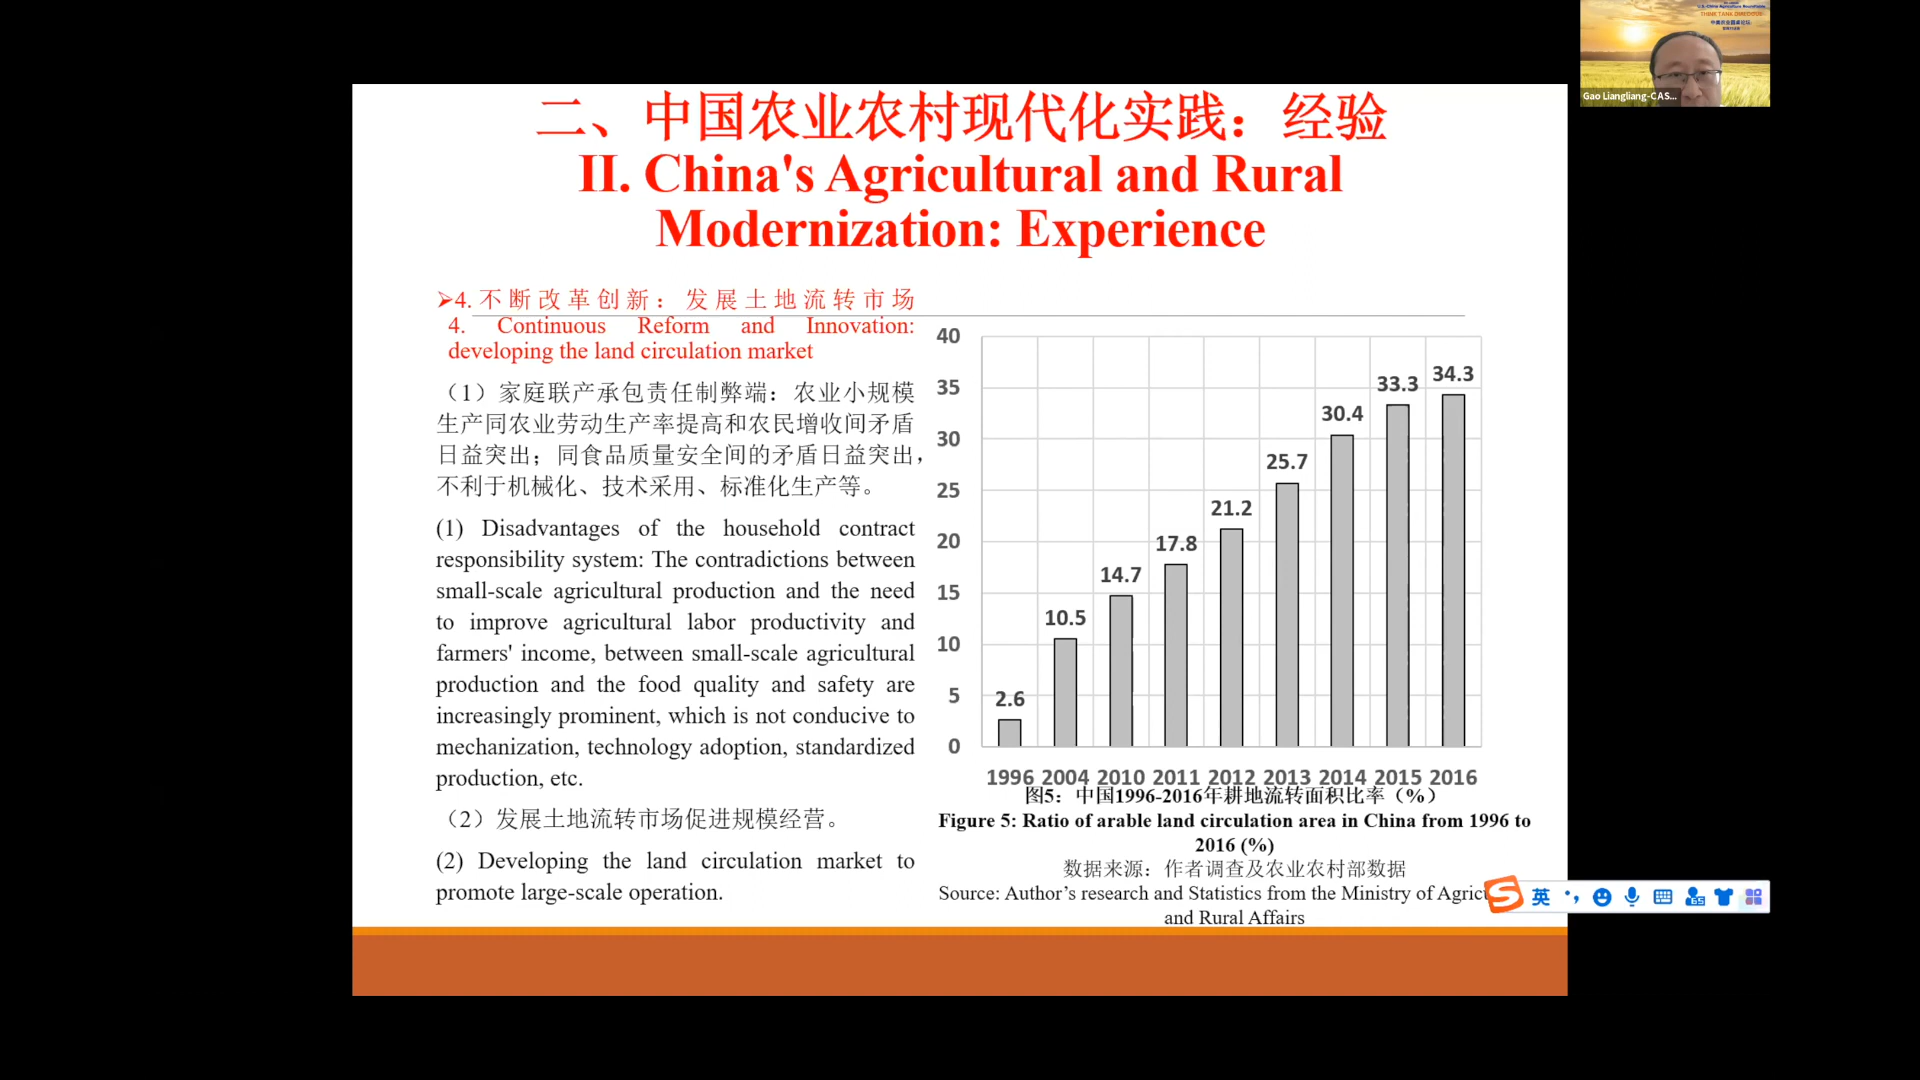 二、中国农业农村现代化实践：经验
II. China's Agricultural and Rural
Modernization: Experience
➢4. 不断改革创新：发展土地流转市场
4. Continuous Reform and Innovation:
developing the land circulation market
（1）家庭联产承包责任制弊端：农业小规模
生产同农业劳动生产率提高和农民增收间矛盾
日益突出；同食品质量安全间的矛盾日益突出，
不利于机械化、技术采用、标准化生产等。
(1) Disadvantages of the household contract
responsibility system: The contradictions between
small-scale agricultural production and the need
to improve agricultural labor productivity and
farmers' income, between small-scale agricultural
production and the food quality and safety are
increasingly prominent, which is not conducive to
mechanization, technology adoption, standardized
production, etc.
（2）发展土地流转市场促进规模经营。
(2) Developing the land circulation market to
promote large-scale operation.
40
35
30
25
20
15
10
5
0
2.6
10.5
14.7
17.8
21.2
25.7
30.4
33.3
34.3
1996 2004 2010 2011 2012 2013 2014 2015 2016
图5：中国1996-2016年耕地流转面积比率（%）
Figure 5: Ratio of arable land circulation area in China from 1996 to
2016 (%)
数据来源：作者调查及农业农村部数据
Source: Author’s research and Statistics from the Ministry of Agric
and Rural Affairs
U.S.-China Agriculture Roundtable
THINK TANK DIALOGUE
中美农业圆桌论坛
Gao Liangliang-CAS...
S 英
65